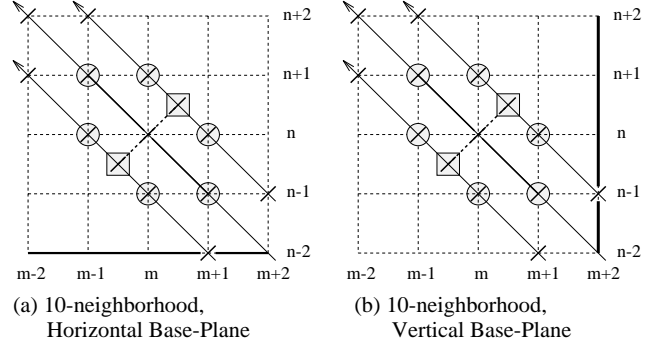 n+2
n+1
n
n-1
n-2
m-2 m-1 m m+1 m+2
(a) 10-neighborhood,
Horizontal Base-Plane
n+2
n+1
n
n-1
n-2
m-2 m-1 m m+1 m+2
(b) 10-neighborhood,
Vertical Base-Plane